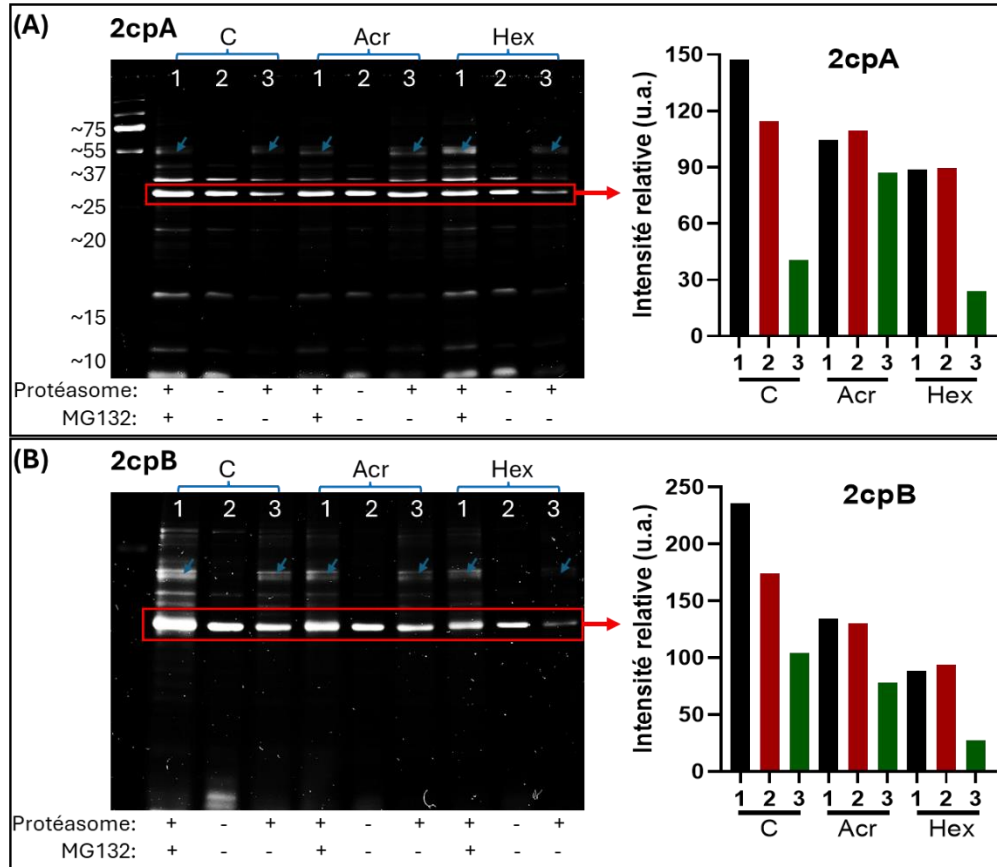 (A) 2cpA
C Acr Hex
1 2 3 1 2 3 1 2 3
~75
~55
~37
~25
~20
~15
~10
Protéasome: + - + + - + + - +
MG132: + - - + - - + - -
2cpA
Intensité relative (u.a.)
150
120
90
60
30
0
1 2 3 1 2 3 1 2 3
C Acr Hex
(B) 2cpB
C Acr Hex
1 2 3 1 2 3 1 2 3
Protéasome: + - + + - + + - +
MG132: + - - + - - + - -
2cpB
Intensité relative (u.a.)
250
200
150
100
50
0
1 2 3 1 2 3 1 2 3
C Acr Hex